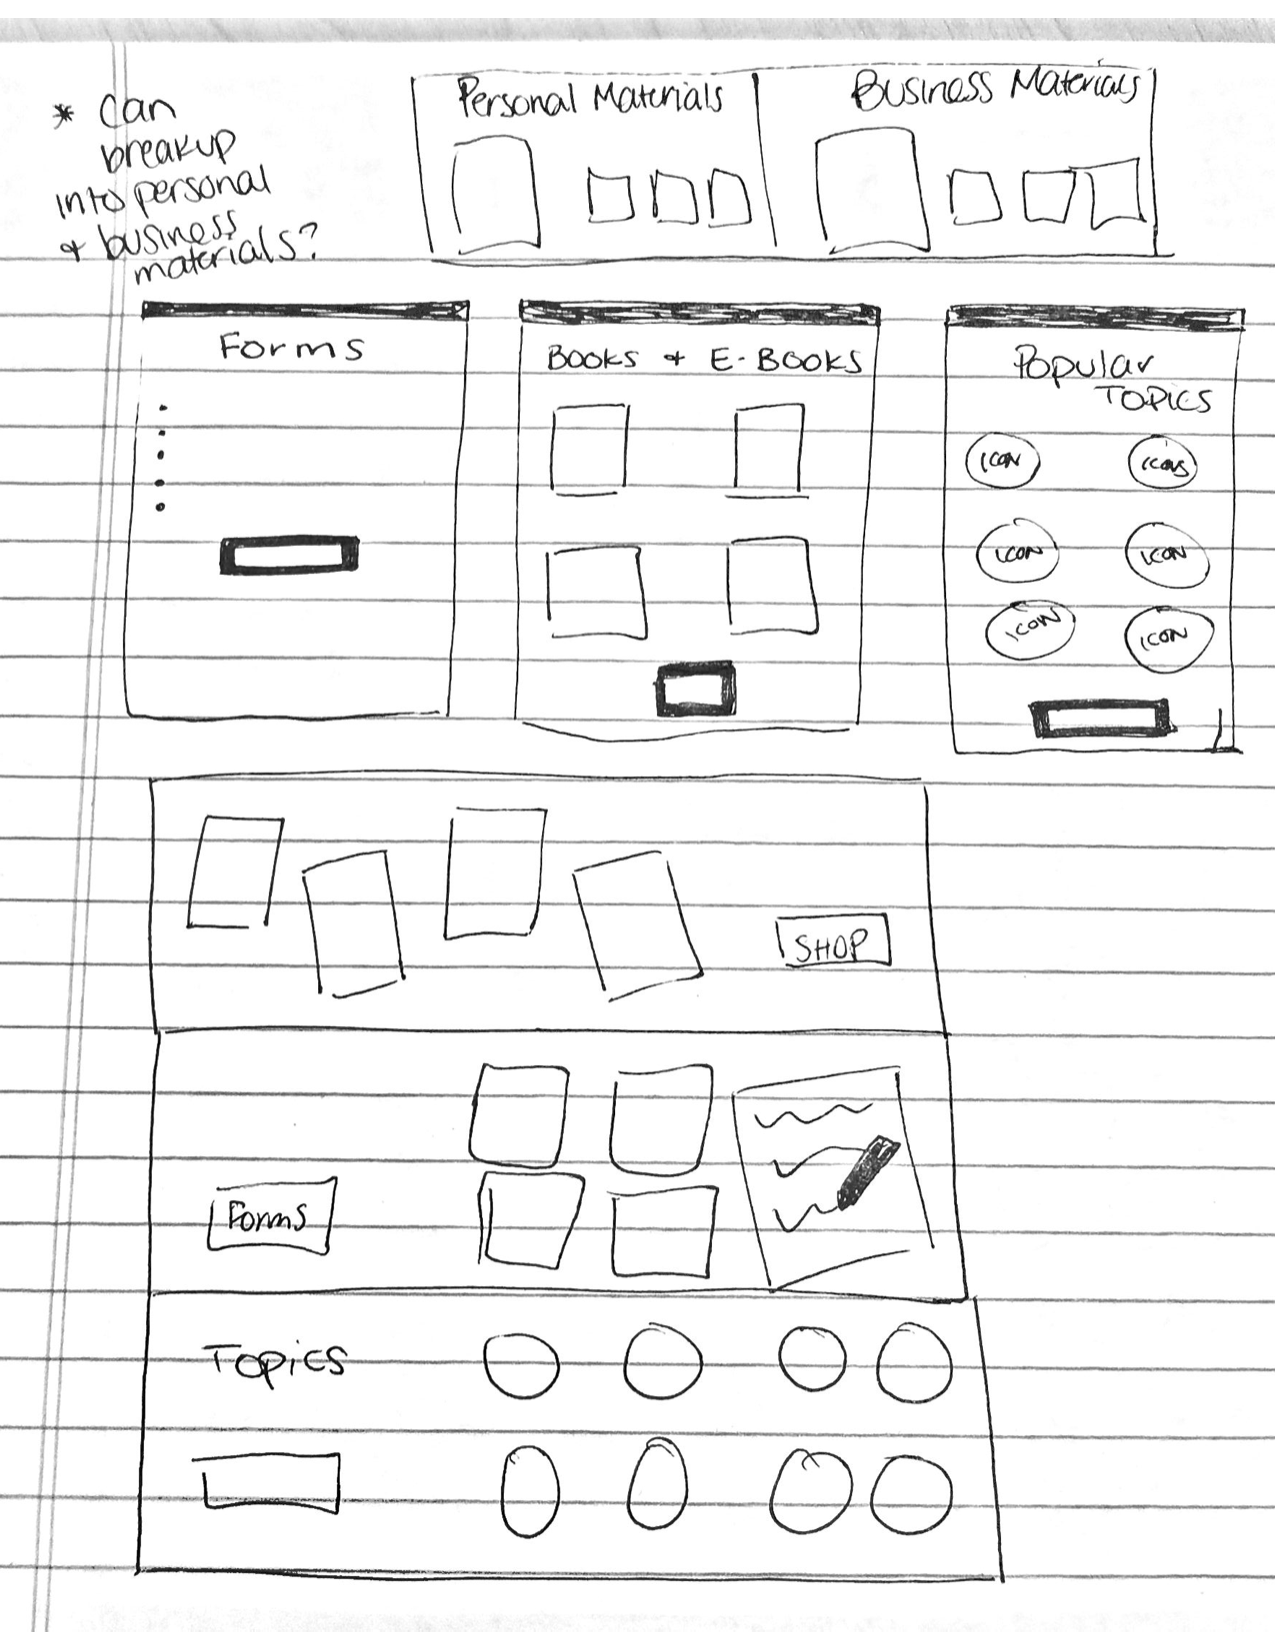 * Can
breakup
into personal
& business
materials?
Personal Materials
Business Materials
Forms
BOOKS & E-BOOKS
Popular
TOPICS
ICON
ICONS
ICON
ICON
ICON
ICON
SHOP
Forms
Topics